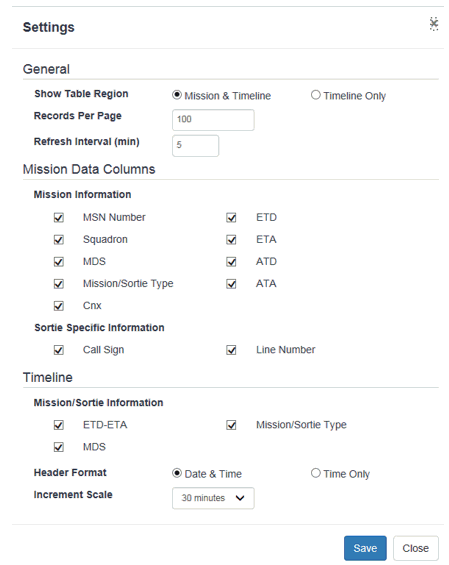 Settings
General
Show Table Region Mission & Timeline Timeline Only
Records Per Page 100
Refresh Interval (min) 5
Mission Data Columns
Mission Information
MSN Number ETD
Squadron ETA
MDS ATD
Mission/Sortie Type ATA
Cnx
Sortie Specific Information
Call Sign Line Number
Timeline
Mission/Sortie Information
ETD-ETA Mission/Sortie Type
MDS
Header Format Date & Time Time Only
Increment Scale 30 minutes
Save Close